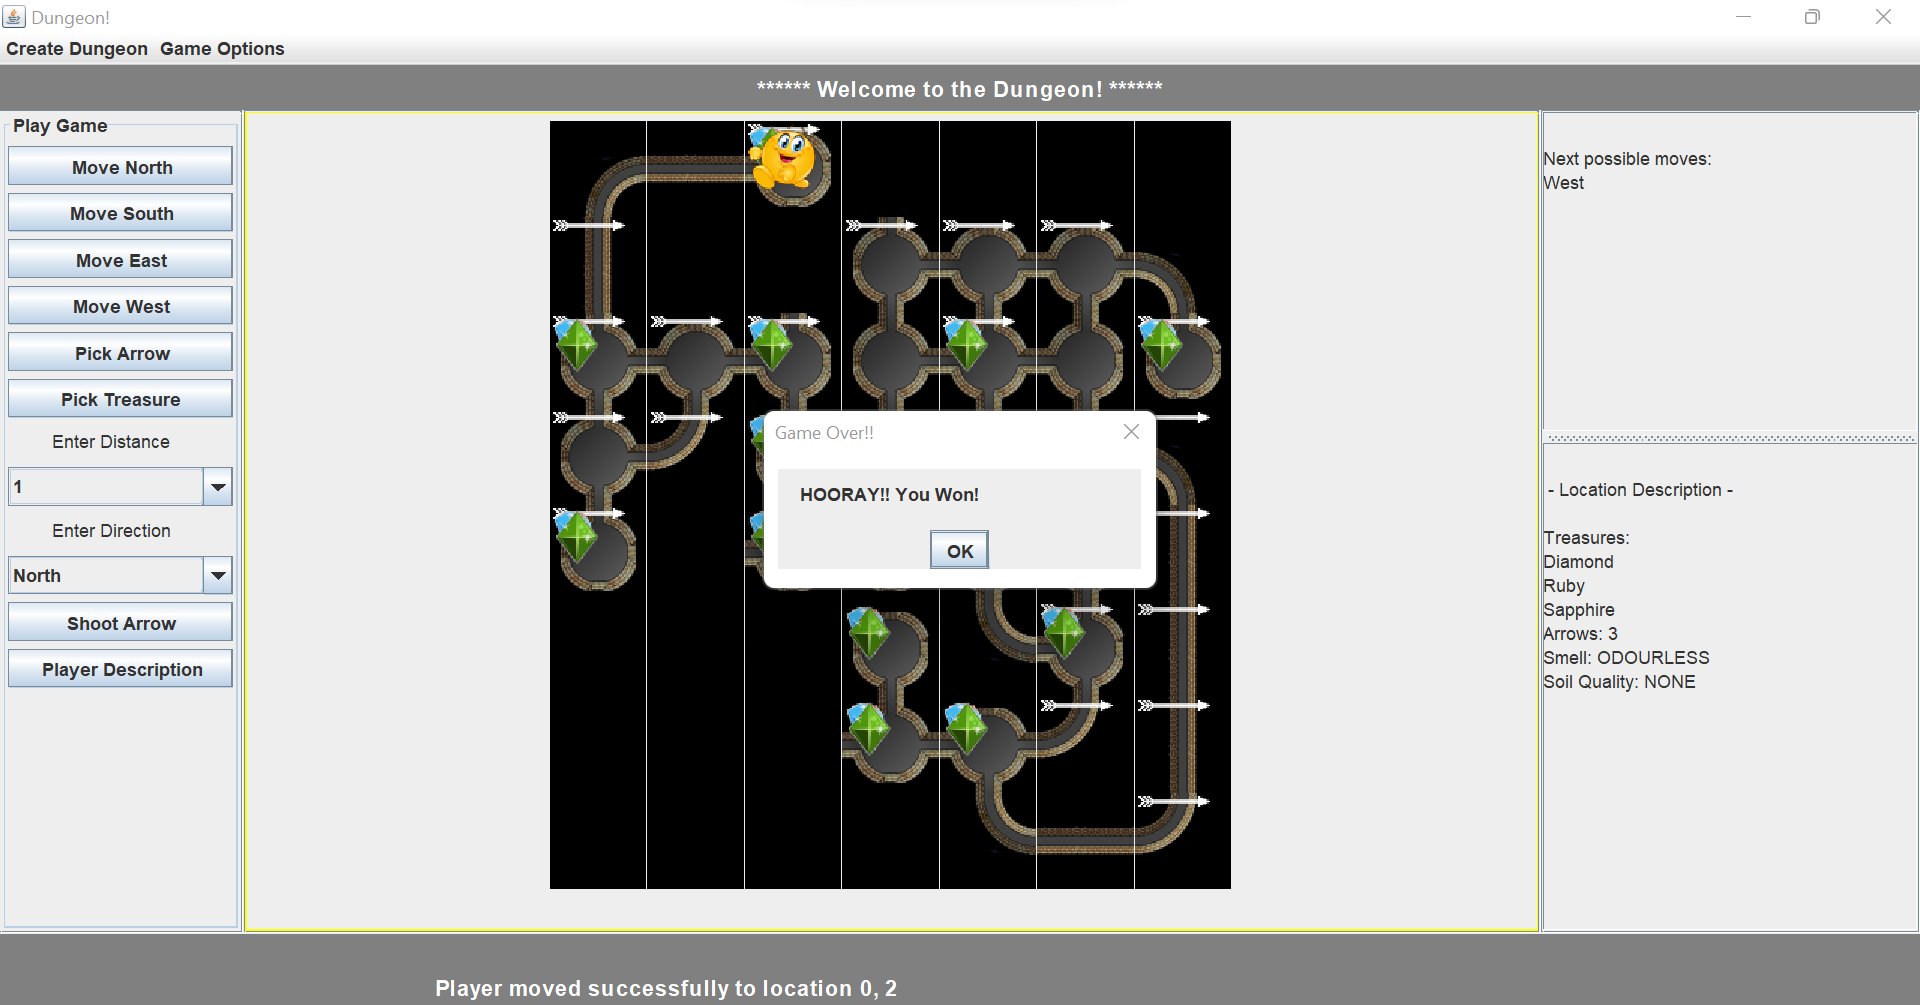 Dungeon!
Create Dungeon Game Options
****** Welcome to the Dungeon! ******
Play Game
Move North
Move South
Move East
Move West
Pick Arrow
Pick Treasure
Enter Distance
1
Enter Direction
North
Shoot Arrow
Player Description
Game Over!!
HOORAY!! You Won!
OK
Next possible moves:
West
- Location Description -
Treasures:
Diamond
Ruby
Sapphire
Arrows: 3
Smell: ODOURLESS
Soil Quality: NONE
Player moved successfully to location 0, 2